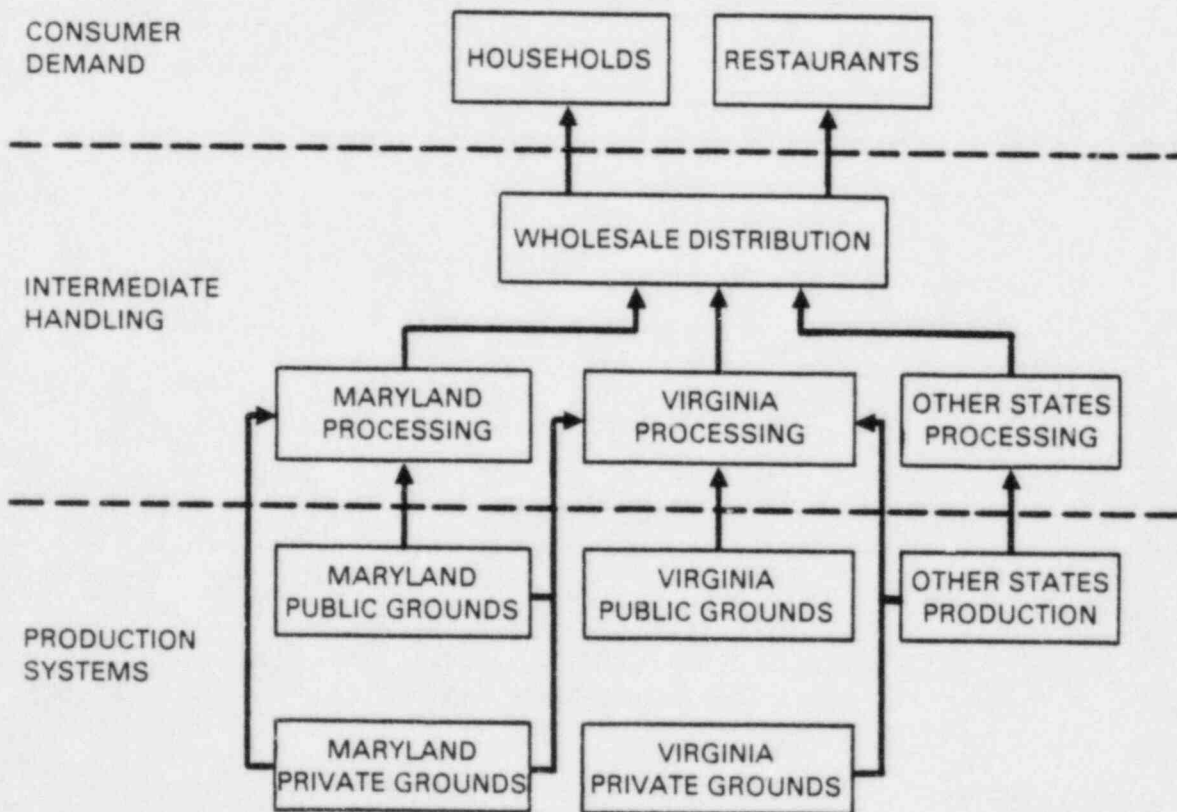 CONSUMER
DEMAND
HOUSEHOLDS
RESTAURANTS
WHOLESALE DISTRIBUTION
INTERMEDIATE
HANDLING
MARYLAND
PROCESSING
VIRGINIA
PROCESSING
OTHER STATES
PROCESSING
MARYLAND
PUBLIC GROUNDS
VIRGINIA
PUBLIC GROUNDS
OTHER STATES
PRODUCTION
PRODUCTION
SYSTEMS
MARYLAND
PRIVATE GROUNDS
VIRGINIA
PRIVATE GROUNDS